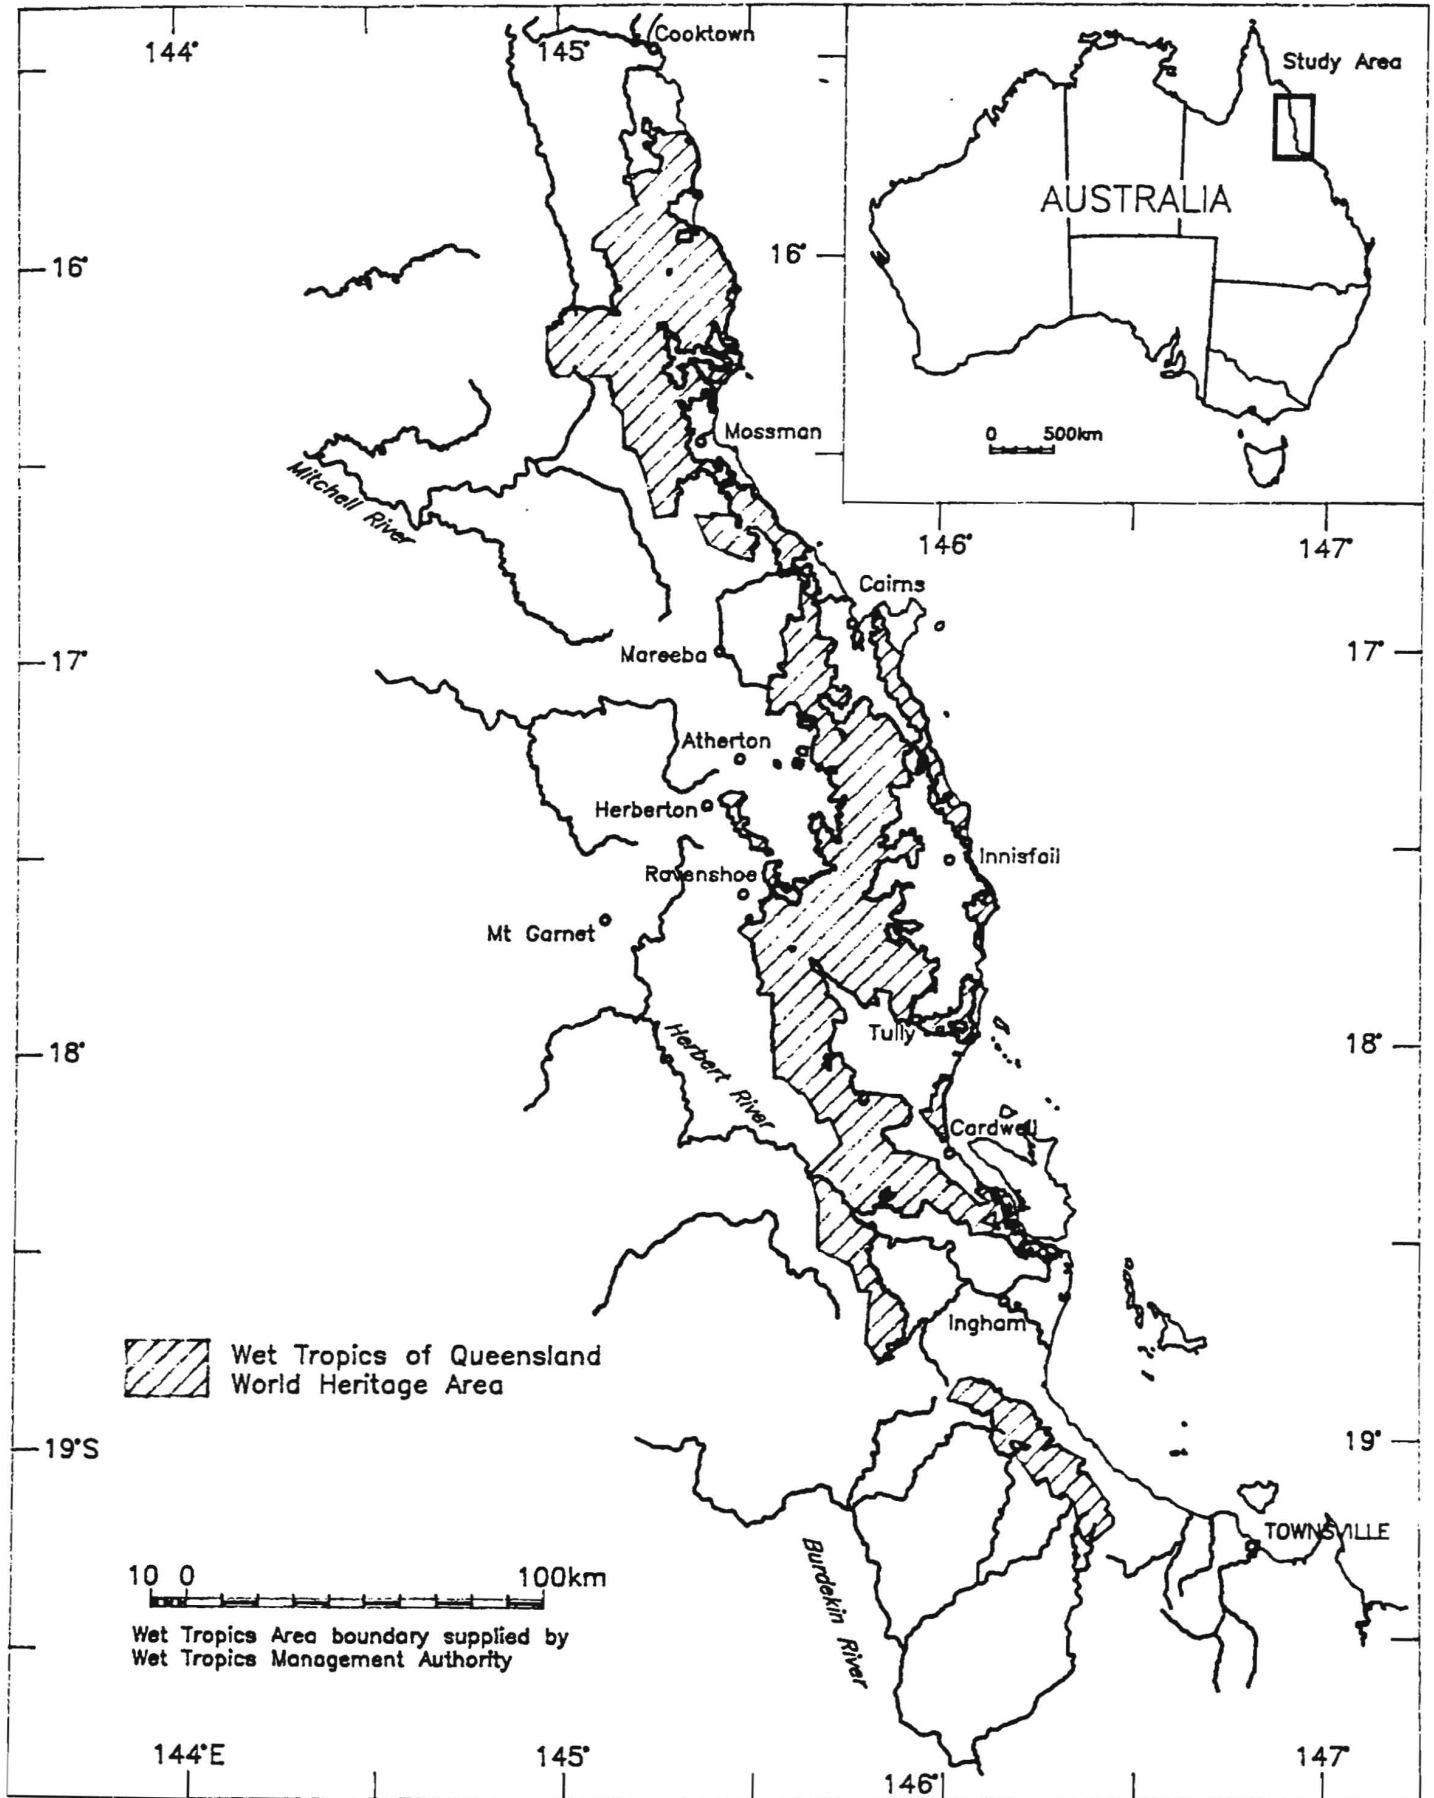 144°
145°
Cooktown
Study Area
AUSTRALIA
0 500km
16°
16°
Mossman
Mitchell River
146°
147°
Cairns
Mareeba
17°
17°
Atherton
Herberton
Innisfail
Ravenshoe
Mt Garnet
Tully
Herbert River
18°
18°
Cardwell
Ingham
Wet Tropics of Queensland
World Heritage Area
19°S
19°
TOWNSVILLE
Burdekin River
10 0 100km
Wet Tropics Area boundary supplied by
Wet Tropics Management Authority
144°E
145°
146°
147°